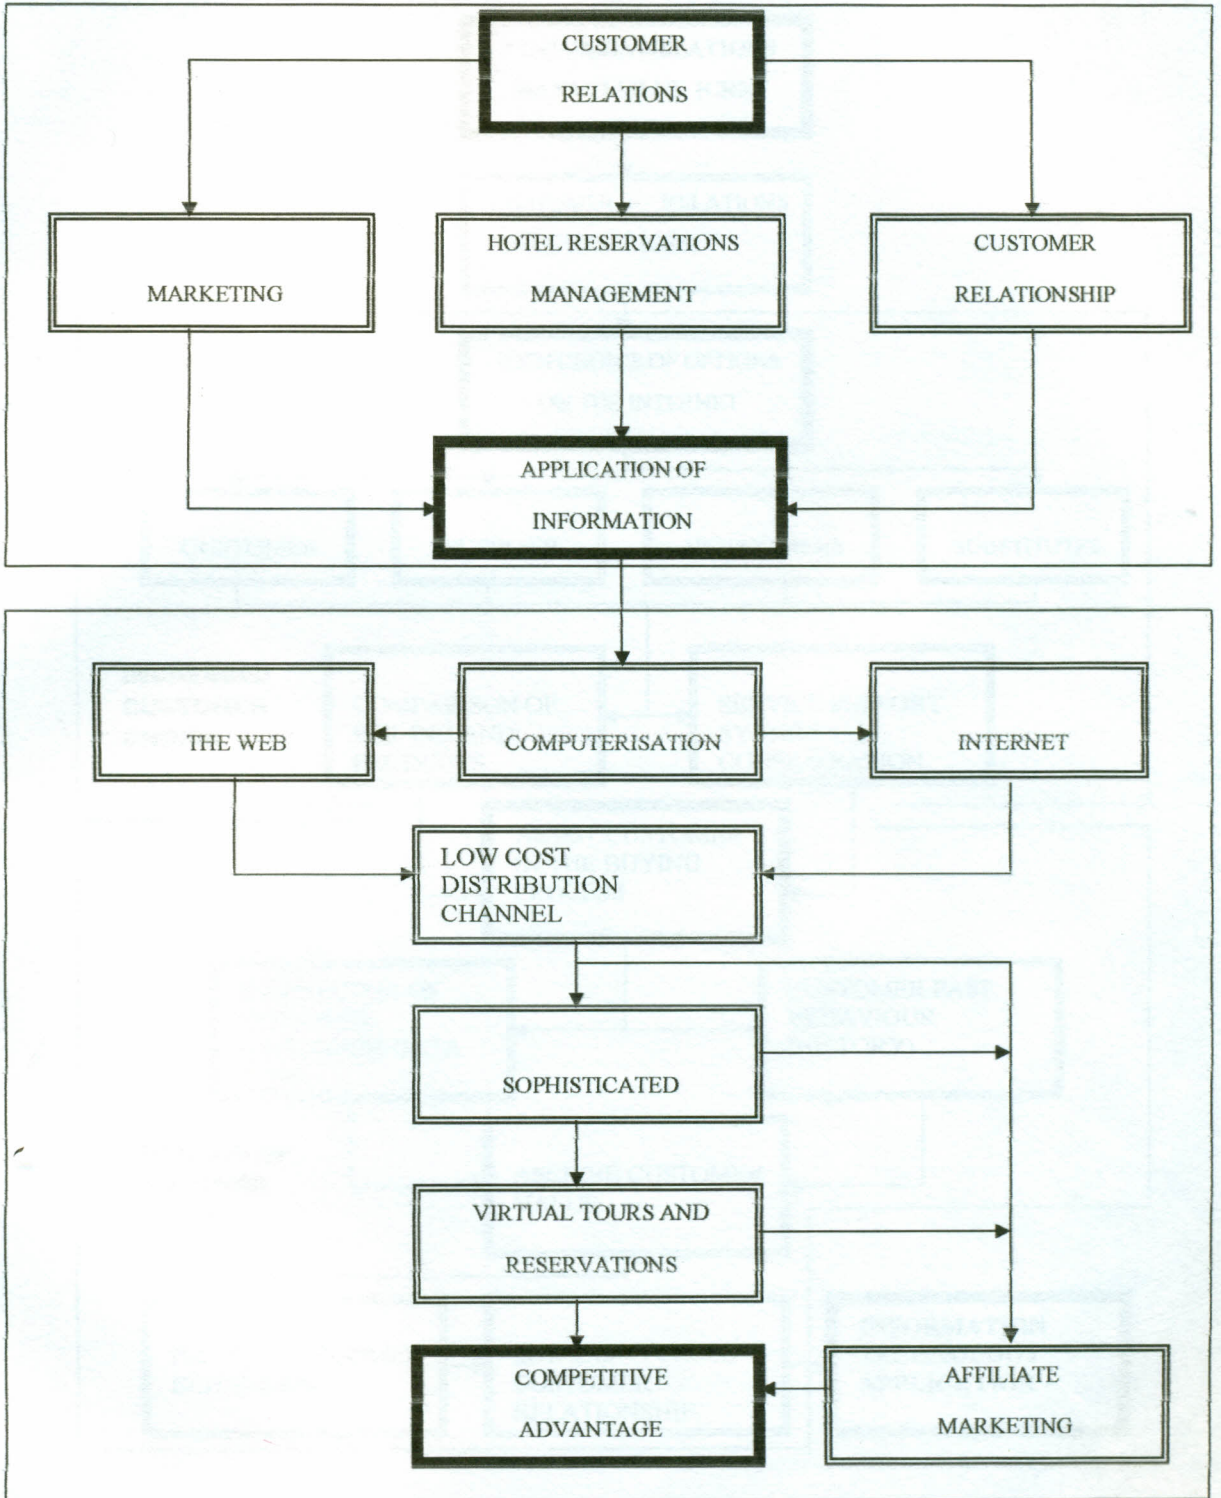 CUSTOMER
RELATIONS
MARKETING
HOTEL RESERVATIONS
MANAGEMENT
CUSTOMER
RELATIONSHIP
APPLICATION OF
INFORMATION
THE WEB
COMPUTERISATION
INTERNET
LOW COST
DISTRIBUTION
CHANNEL
SOPHISTICATED
VIRTUAL TOURS AND
RESERVATIONS
COMPETITIVE
ADVANTAGE
AFFILIATE
MARKETING